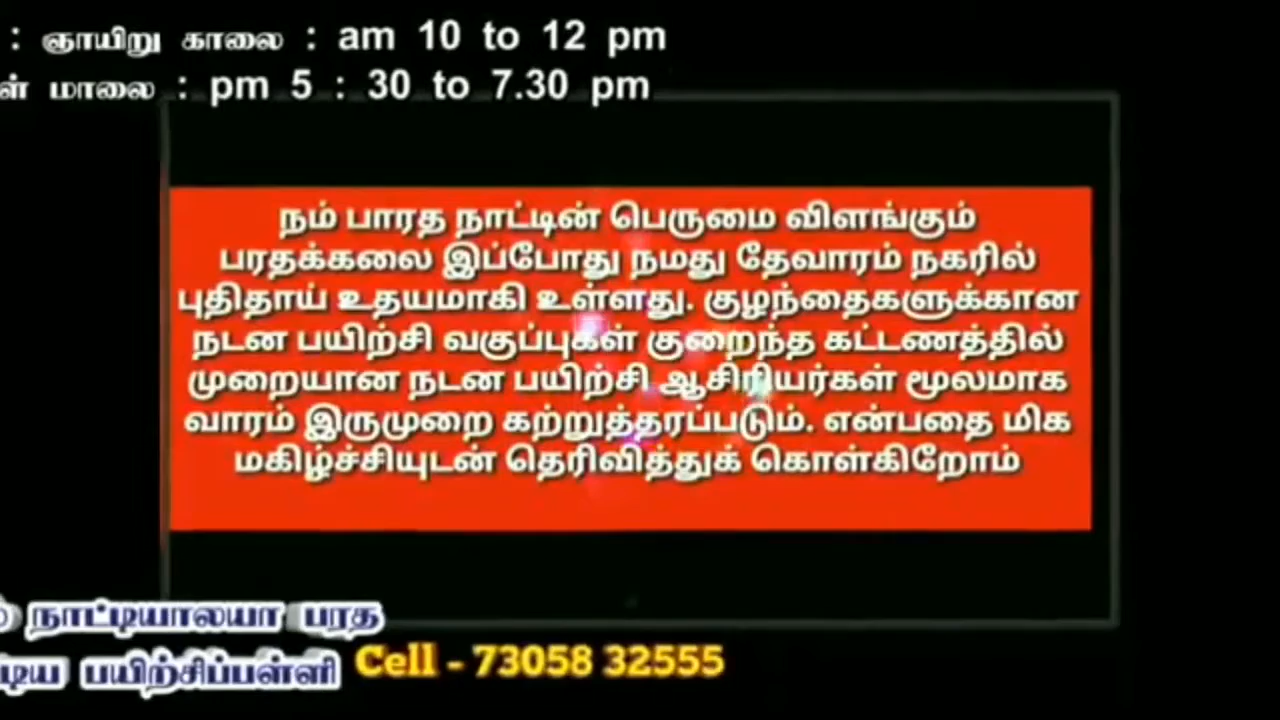 : ஞாயிறு காலை : am 10 to 12 pm
மாலை : pm 5 : 30 to 7.30 pm
நம் பாரத நாட்டின் பெருமை விளங்கும்
பரதக்கலை இப்போது நமது தேவாரம் நகரில்
புதிதாய் உதயமாகி உள்ளது. குழந்தைகளுக்கான
நடன பயிற்சி வகுப்புகள் குறைந்த கட்டணத்தில்
முறையான நடன பயிற்சி ஆசிரியர்கள் மூலமாக
வாரம் இருமுறை கற்றுத்தரப்படும். என்பதை மிக
மகிழ்ச்சியுடன் தெரிவித்துக் கொள்கிறோம்
நாட்டியாலயா பரத
பயிற்சிப்பள்ளி Cell - 73058 32555